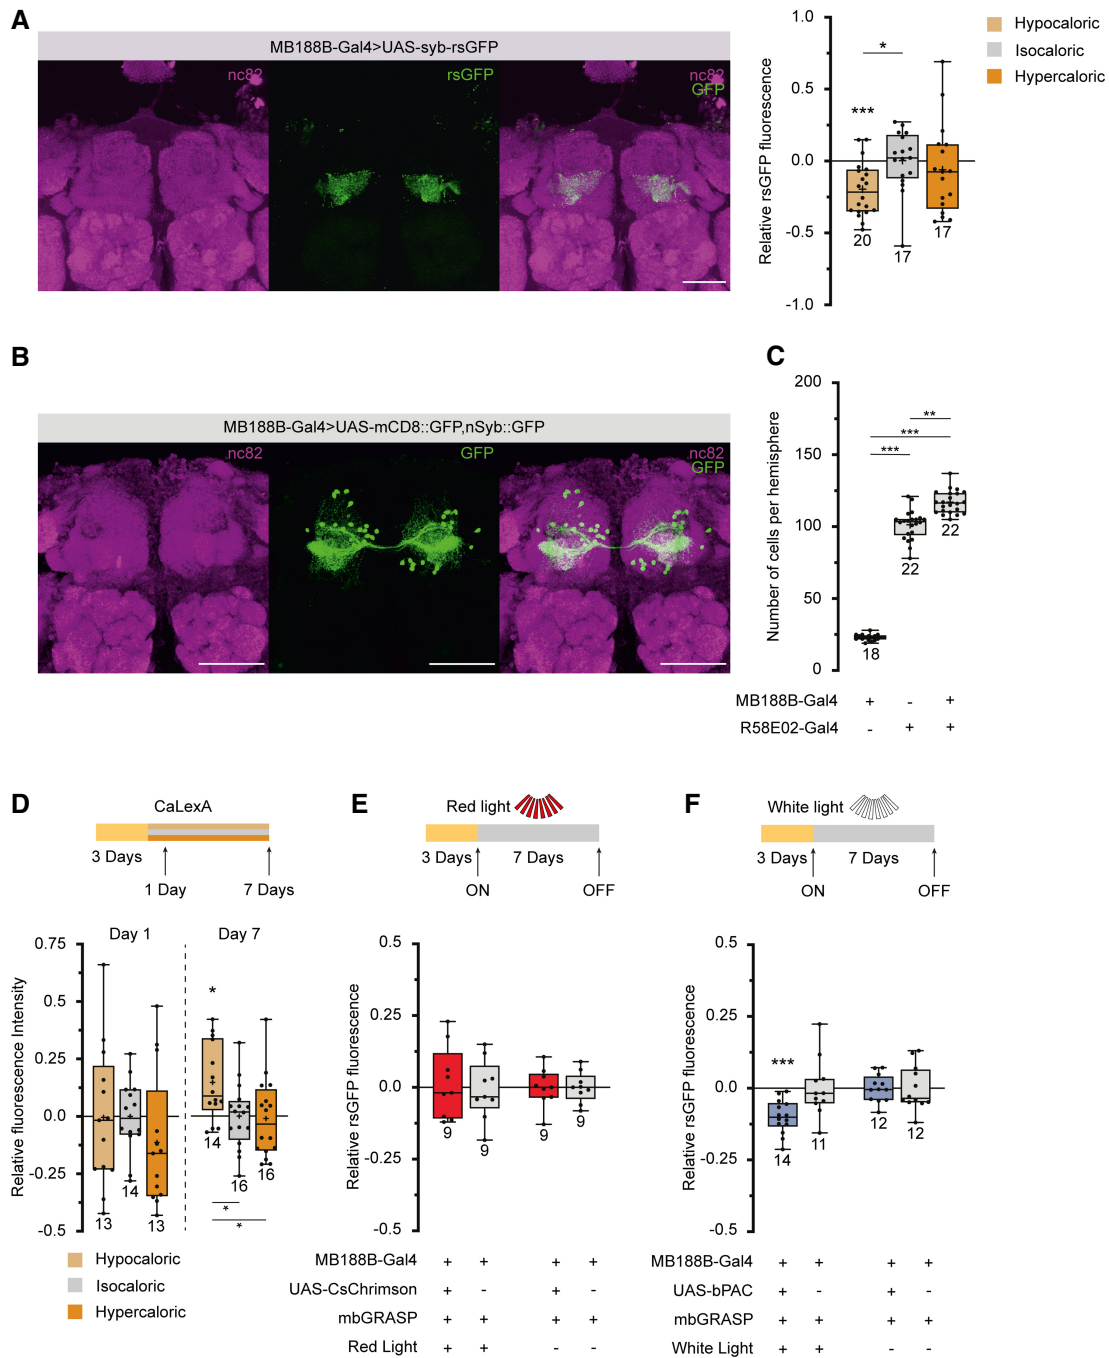 A
MB188B-Gal4>UAS-syb-rsGFP
nc82
rsGFP
nc82
GFP
Relative rsGFP fluorescence
1.0
0.5
0.0
-0.5
-1.0
***
*
20
17
17
Hypocaloric
Isocaloric
Hypercaloric
B
MB188B-Gal4>UAS-mCD8::GFP,nSyb::GFP
nc82
GFP
nc82
GFP
C
Number of cells per hemisphere
200
150
100
50
0
**
***
***
18
22
22
MB188B-Gal4 + - +
R58E02-Gal4 - + +
D
CaLexA
3 Days
1 Day
7 Days
Day 1
Day 7
Relative fluorescence Intensity
0.75
0.5
0.25
0.0
-0.25
-0.5
*
13
14
13
14
16
16
*
*
Hypocaloric
Isocaloric
Hypercaloric
E
Red light
3 Days
7 Days
ON
OFF
Relative rsGFP fluorescence
0.5
0.25
0.0
-0.25
-0.5
9
9
9
9
MB188B-Gal4 + + + +
UAS-CsChrimson + - + -
mbGRASP + + + +
Red Light + + - -
F
White light
3 Days
7 Days
ON
OFF
Relative rsGFP fluorescence
0.5
0.25
0.0
-0.25
-0.5
***
14
11
12
12
MB188B-Gal4 + + + +
UAS-bPAC + - + -
mbGRASP + + + +
White Light + + - -